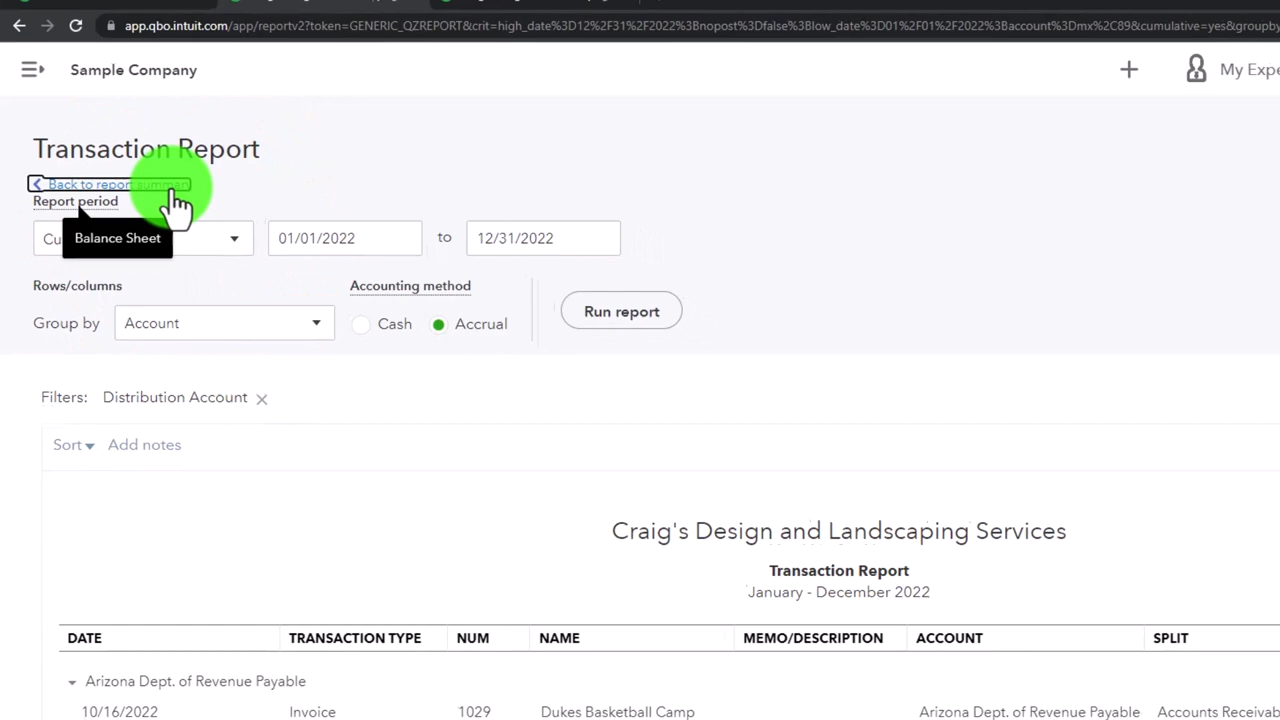 app.qbo.intuit.com/app/reportv2?token=GENERIC_QZREPORT&crit=high_date%3D12%2F31%2F2022%3Bnopost%3Dfalse%3Blow_date%3D01%2F01%2F2022%3Baccount%3Dmx%2C89&cumulative=yes&groupby
Sample Company
My Expe
Transaction Report
Back to report summary
Report period
Cu
Balance Sheet
01/01/2022 to 12/31/2022
Rows/columns Accounting method
Group by Account Cash Accrual Run report
Filters: Distribution Account
Sort Add notes
Craig's Design and Landscaping Services
Transaction Report
January - December 2022
DATE TRANSACTION TYPE NUM NAME MEMO/DESCRIPTION ACCOUNT SPLIT
Arizona Dept. of Revenue Payable
10/16/2022 Invoice 1029 Dukes Basketball Camp Arizona Dept. of Revenue Payable Accounts Receivab